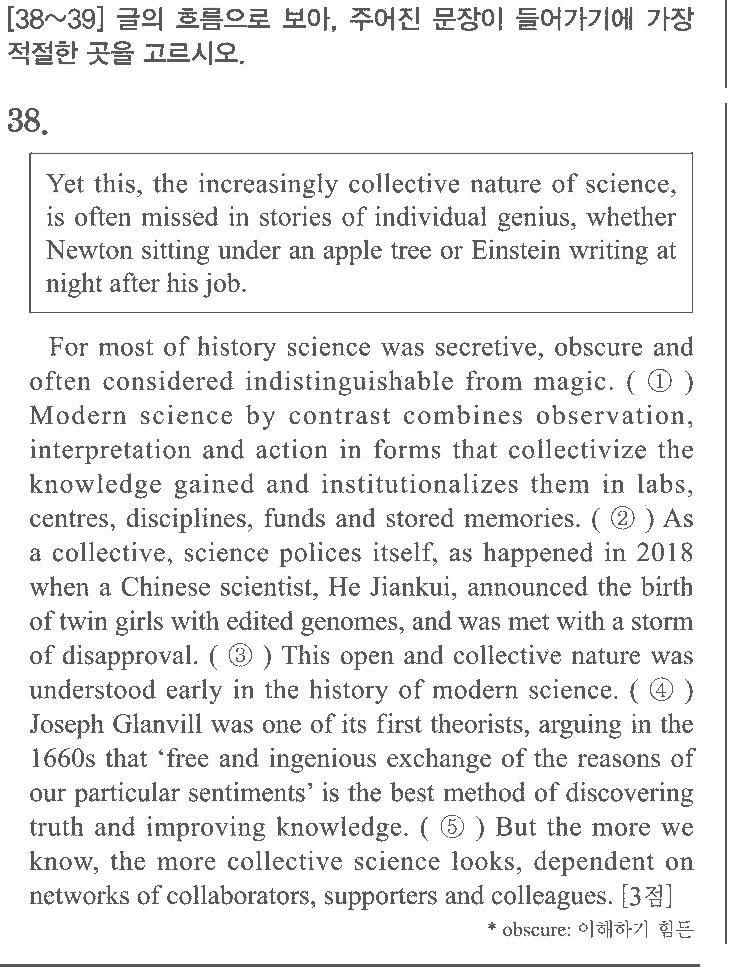 [38～39] 글의 흐름으로 보아, 주어진 문장이 들어가기에 가장
적절한 곳을 고르시오.
38.
Yet this, the increasingly collective nature of science,
is often missed in stories of individual genius, whether
Newton sitting under an apple tree or Einstein writing at
night after his job.
For most of history science was secretive, obscure and
often considered indistinguishable from magic. ( ① )
Modern science by contrast combines observation,
interpretation and action in forms that collectivize the
knowledge gained and institutionalizes them in labs,
centres, disciplines, funds and stored memories. ( ② ) As
a collective, science polices itself, as happened in 2018
when a Chinese scientist, He Jiankui, announced the birth
of twin girls with edited genomes, and was met with a storm
of disapproval. ( ③ ) This open and collective nature was
understood early in the history of modern science. ( ④ )
Joseph Glanvill was one of its first theorists, arguing in the
1660s that ‘free and ingenious exchange of the reasons of
our particular sentiments’ is the best method of discovering
truth and improving knowledge. ( ⑤ ) But the more we
know, the more collective science looks, dependent on
networks of collaborators, supporters and colleagues. [3점]
* obscure: 이해하기 힘든